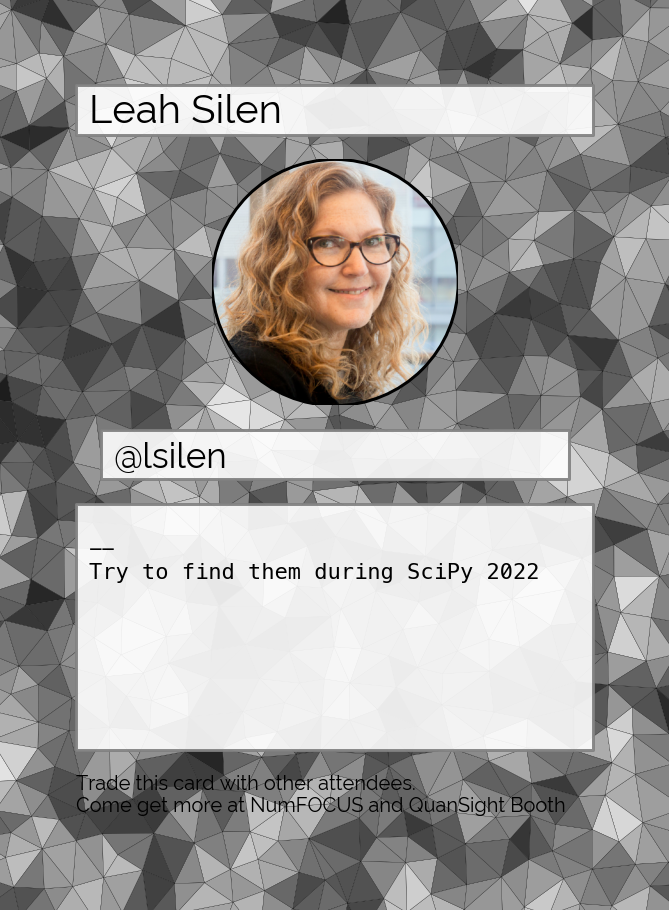 Leah Silen
@lsilen
——
Try to find them during SciPy 2022
Trade this card with other attendees.
Come get more at NumFOCUS and QuanSight Booth